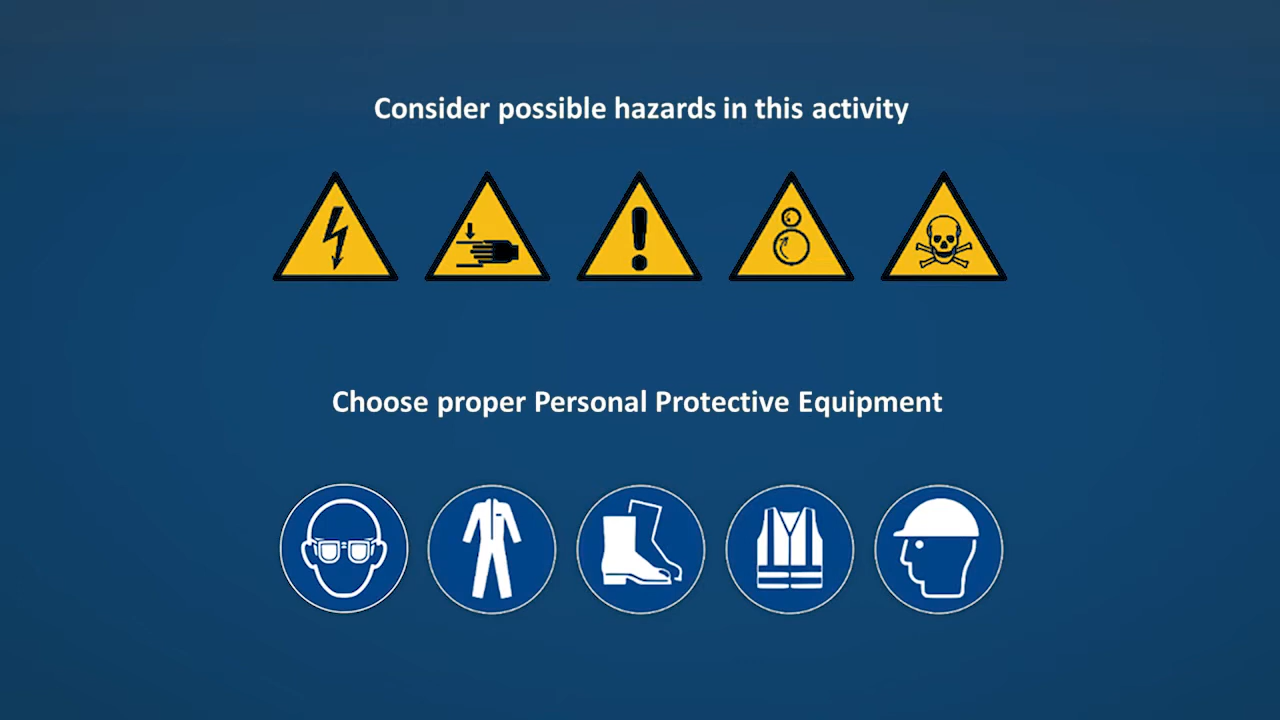 Consider possible hazards in this activity
Choose proper Personal Protective Equipment